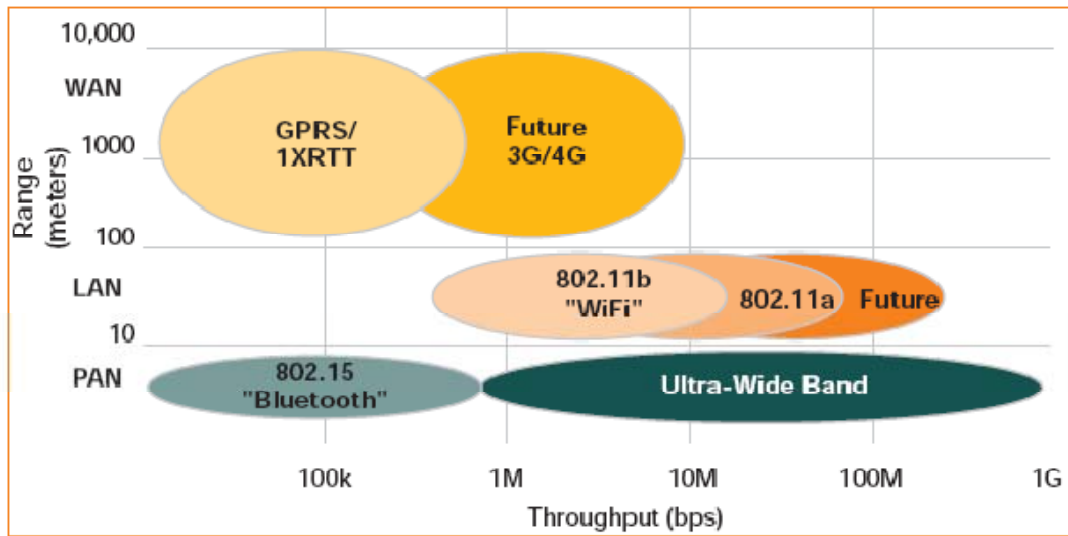 10,000
WAN
GPRS/
1XRTT
Future
3G/4G
1000
Range
(meters)
100
LAN
802.11b
"WiFi"
802.11a
Future
10
PAN
802.15
"Bluetooth"
Ultra-Wide Band
100k
1M
10M
100M
1G
Throughput (bps)